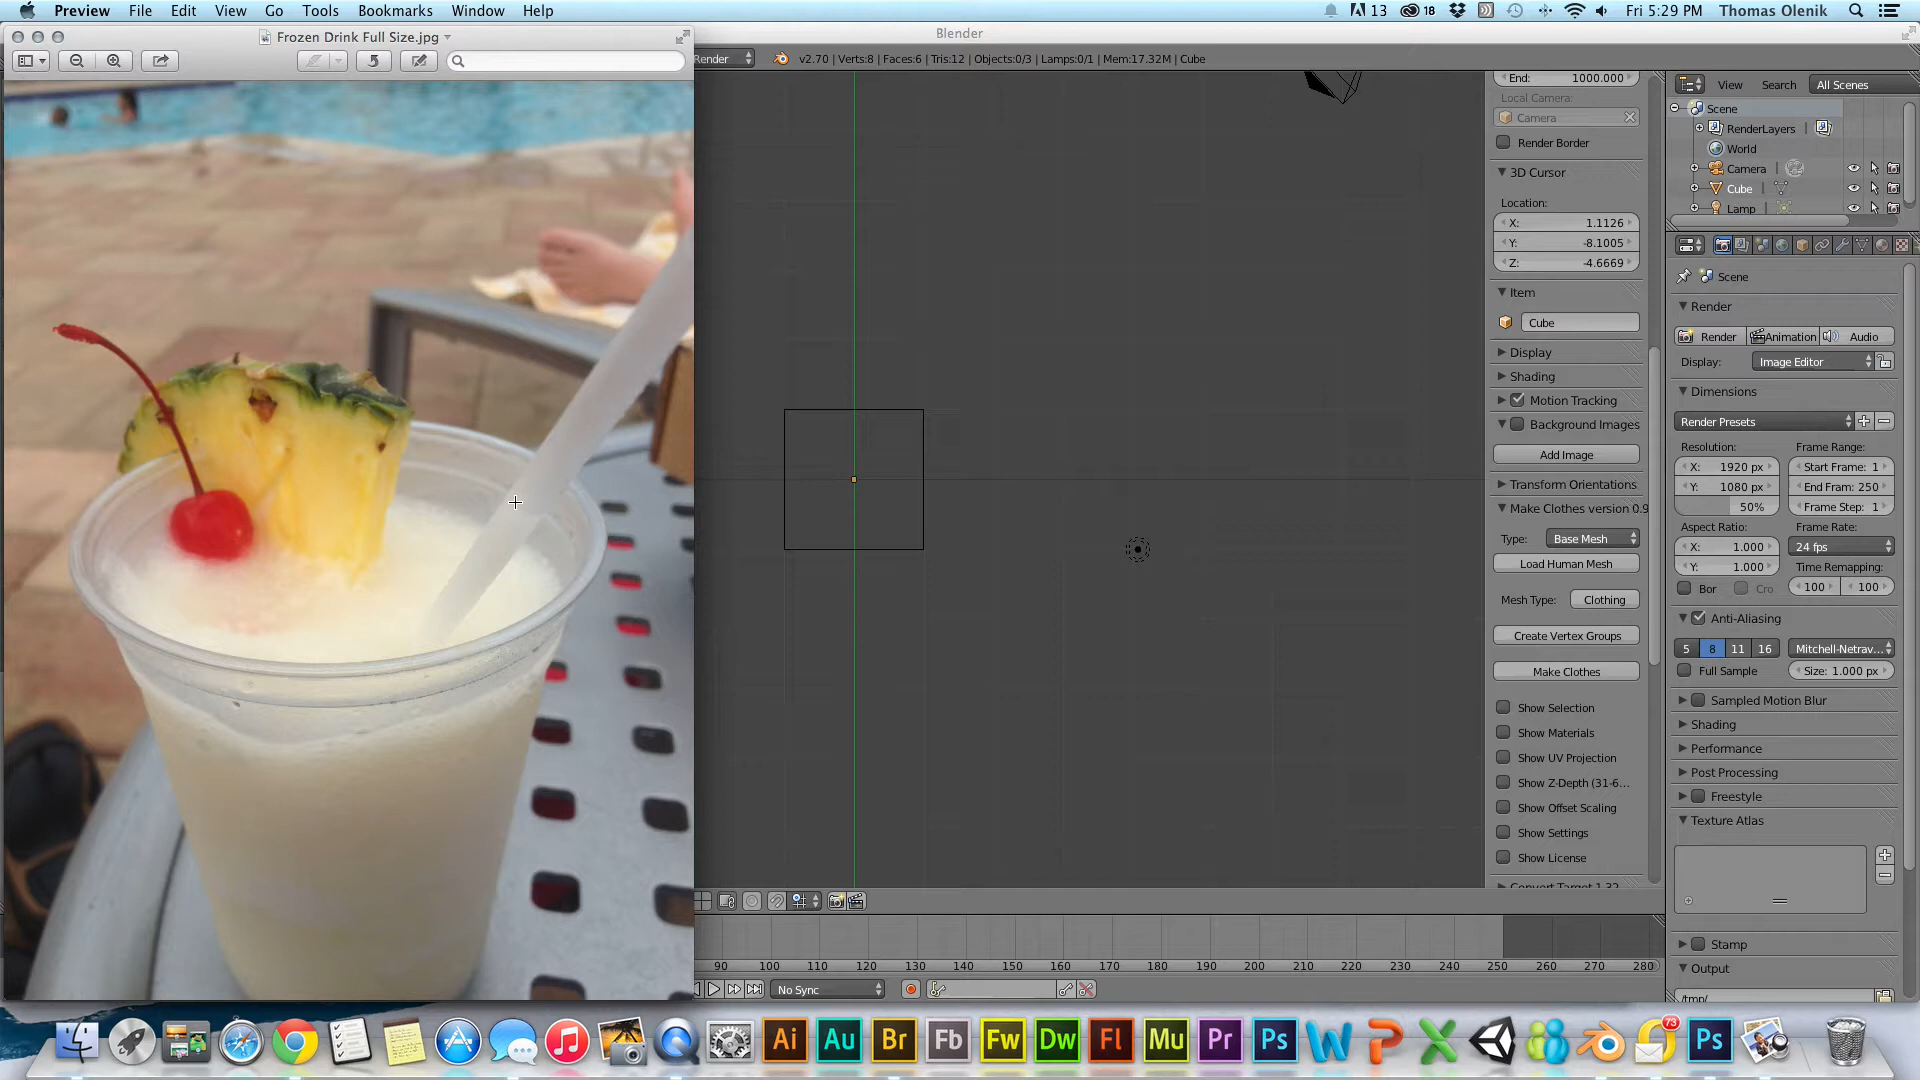 Preview File Edit View Go Tools Bookmarks Window Help 13 18 Fri 5:29 PM Thomas Olenik
Frozen Drink Full Size.jpg
Blender
Render v2.70 | Verts:8 | Faces:6 | Tris:12 | Objects:0/3 | Lamps:0/1 | Mem:17.32M | Cube
End: 1000.000
Local Camera:
Camera
Render Border
3D Cursor
Location:
X: 1.1126
Y: -8.1005
Z: -4.6669
Item
Cube
Display
Shading
Motion Tracking
Background Images
Add Image
Transform Orientations
Make Clothes version 0.9
Type: Base Mesh
Load Human Mesh
Mesh Type: Clothing
Create Vertex Groups
Make Clothes
Show Selection
Show Materials
Show UV Projection
Show Z-Depth (31-6...
Show Offset Scaling
Show Settings
Show License
Convert Target 1.32
View Search All Scenes
Scene
RenderLayers
World
Camera
Cube
Lamp
Scene
Render
Render Animation Audio
Display: Image Editor
Dimensions
Render Presets
Resolution: Frame Range:
X: 1920 px Start Frame: 1
Y: 1080 px End Fram: 250
50% Frame Step: 1
Aspect Ratio: Frame Rate:
X: 1.000 24 fps
Y: 1.000 Time Remapping:
Bor Cro 100 100
Anti-Aliasing
5 8 11 16 Mitchell-Netrav...
Full Sample Size: 1.000 px
Sampled Motion Blur
Shading
Performance
Post Processing
Freestyle
Texture Atlas
Stamp
Output
/tmp/
90 100 110 120 130 140 150 160 170 180 190 200 210 220 230 240 250 260 270 280
No Sync
Ai Au Br Fb Fw Dw Fl Mu Pr Ps W P X 73 Ps